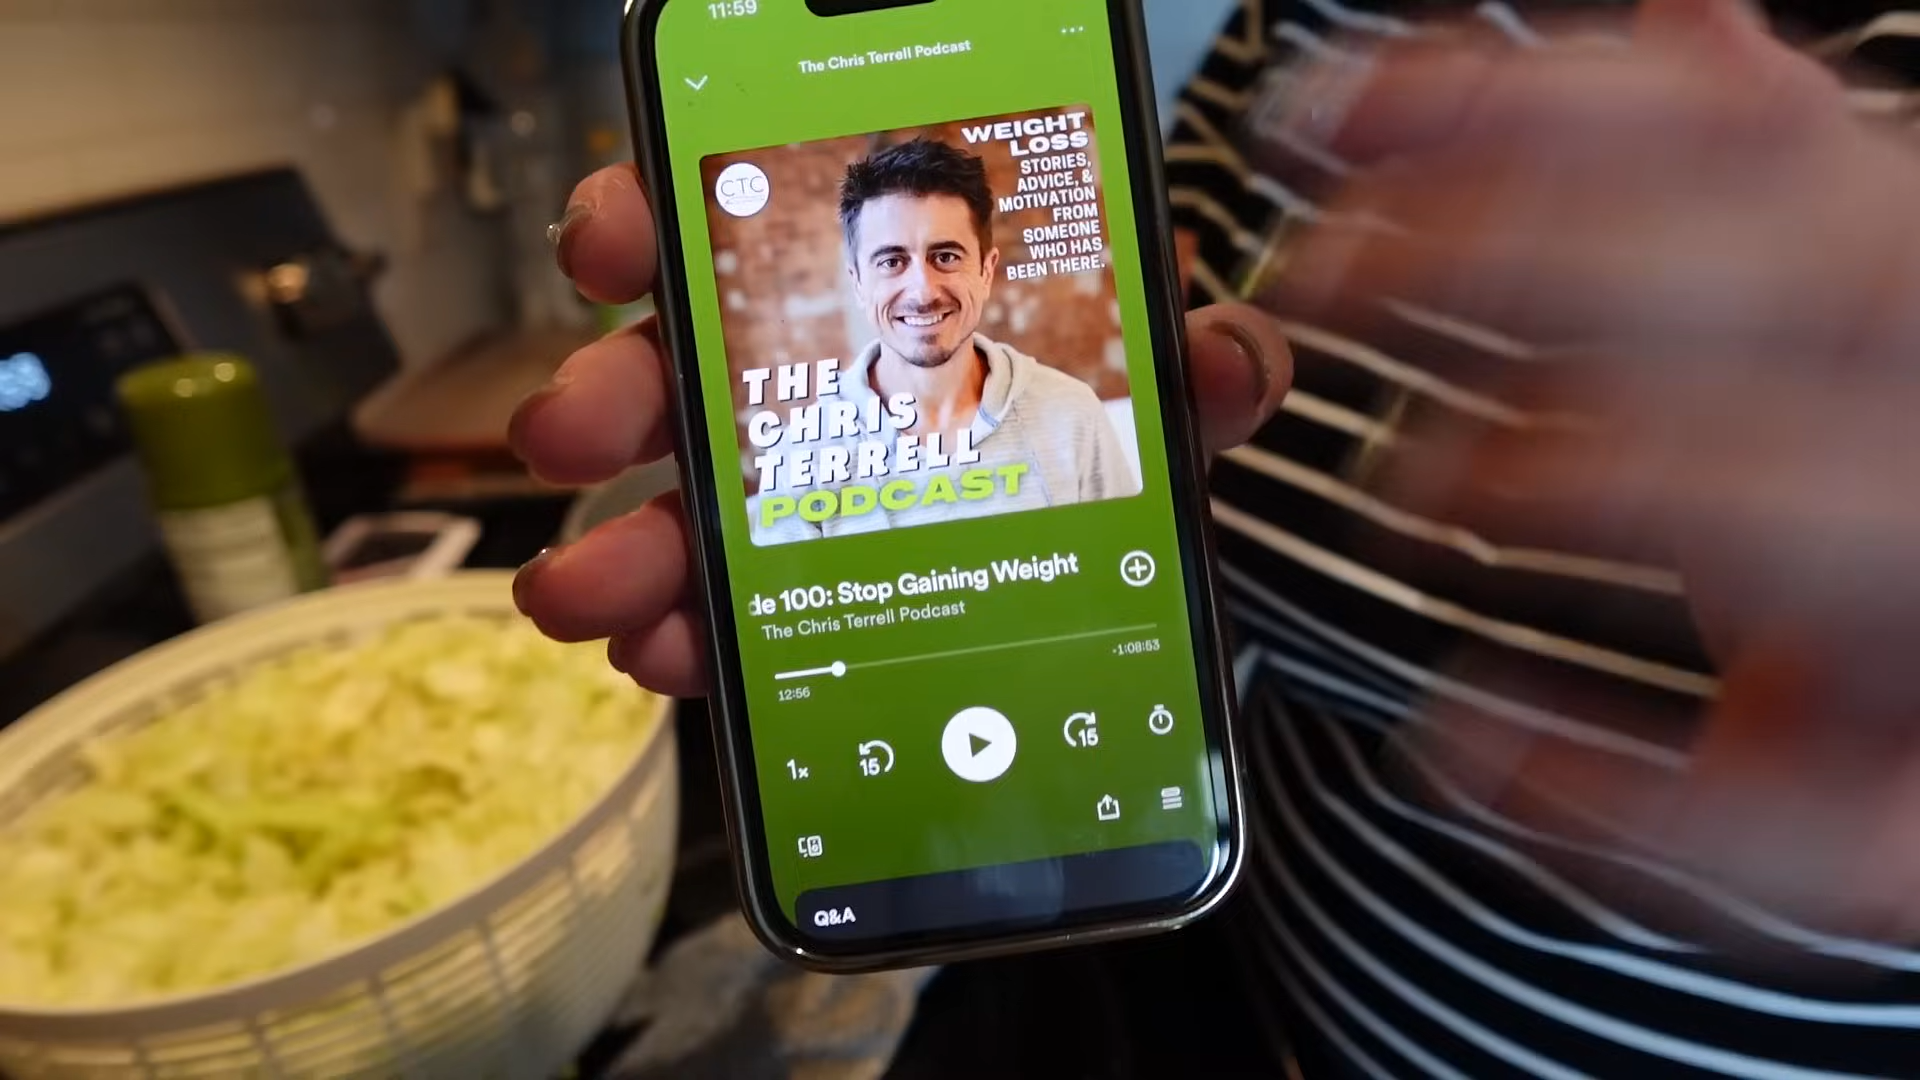 11:59
The Chris Terrell Podcast
CTC
WEIGHT
LOSS
STORIES,
ADVICE, &
MOTIVATION
FROM
SOMEONE
WHO HAS
BEEN THERE.
THE
CHRIS
TERRELL
PODCAST
de 100: Stop Gaining Weight
The Chris Terrell Podcast
12:56
-1:08:53
1x
15
15
Q&A